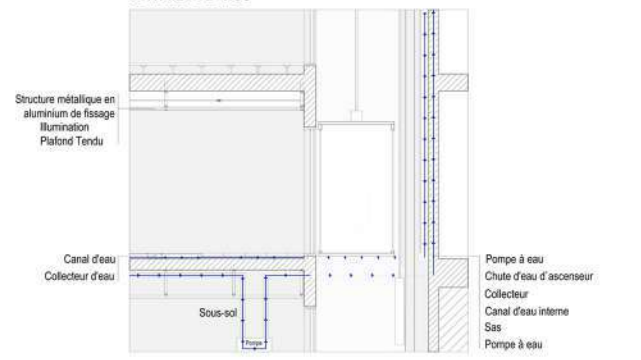 Structure métallique en
aluminium de fissage
Illumination
Plafond Tendu
Canal d'eau
Collecteur d'eau
Sous-sol
Pompe
Pompe à eau
Chute d'eau d´ascenseur
Collecteur
Canal d'eau interne
Sas
Pompe à eau